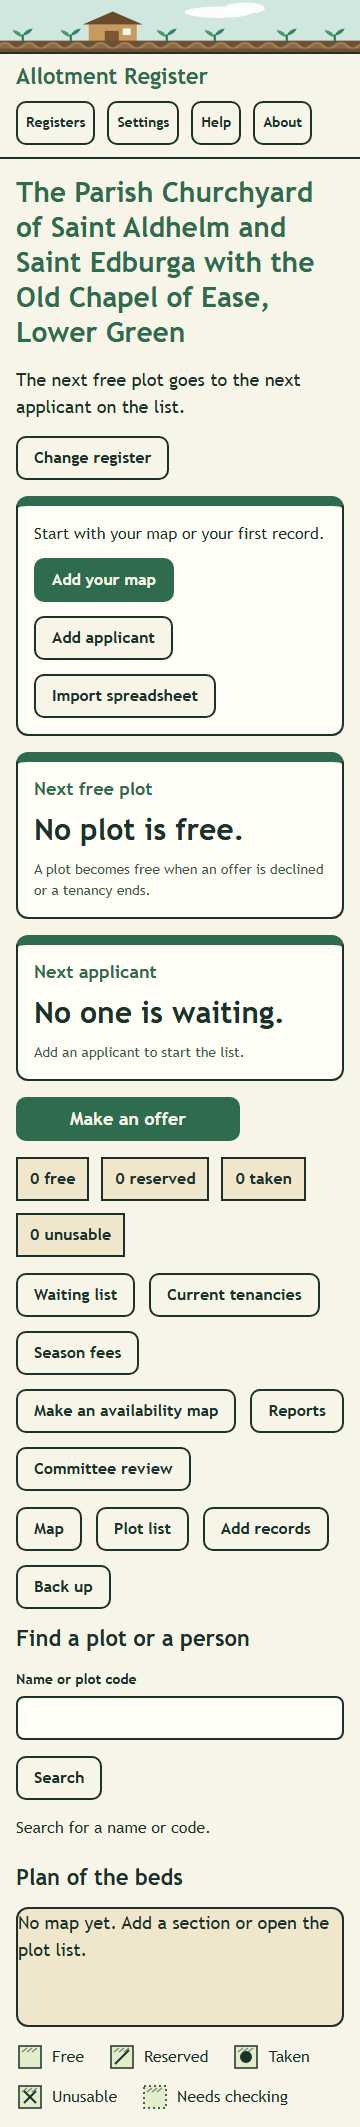 Allotment Register
Registers Settings Help About
The Parish Churchyard
of Saint Aldhelm and
Saint Edburga with the
Old Chapel of Ease,
Lower Green
The next free plot goes to the next
applicant on the list.
Change register
Start with your map or your first record.
Add your map
Add applicant
Import spreadsheet
Next free plot
No plot is free.
A plot becomes free when an offer is declined
or a tenancy ends.
Next applicant
No one is waiting.
Add an applicant to start the list.
Make an offer
0 free 0 reserved 0 taken
0 unusable
Waiting list Current tenancies
Season fees
Make an availability map Reports
Committee review
Map Plot list Add records
Back up
Find a plot or a person
Name or plot code
Search
Search for a name or code.
Plan of the beds
No map yet. Add a section or open the
plot list.
Free Reserved Taken
Unusable Needs checking